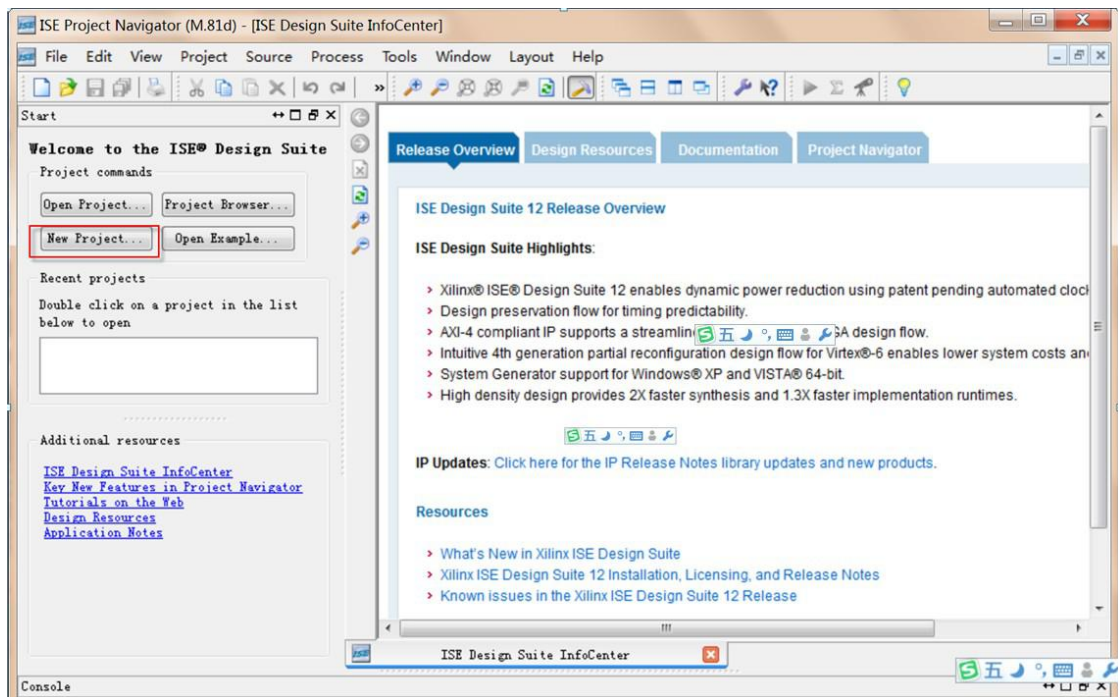 ISE Project Navigator (M.81d) - [ISE Design Suite InfoCenter]
File Edit View Project Source Process Tools Window Layout Help
Start
Welcome to the ISE® Design Suite
Project commands
Open Project... Project Browser...
New Project... Open Example...
Recent projects
Double click on a project in the list
below to open
Additional resources
ISE Design Suite InfoCenter
Key New Features in Project Navigator
Tutorials on the Web
Design Resources
Application Notes
Release Overview Design Resources Documentation Project Navigator
ISE Design Suite 12 Release Overview
ISE Design Suite Highlights:
Xilinx® ISE® Design Suite 12 enables dynamic power reduction using patent pending automated
Design preservation flow for timing predictability.
AXI-4 compliant IP supports a 五 design flow.
Intuitive 4th generation partial reconfiguration design flow for Virtex®-6 enables lower system costs
System Generator support for Windows® XP and VISTA® 64-bit.
High density design provides 2X faster synthesis and 1.3X faster implementation runtimes.
五
IP Updates: Click here for the IP Release Notes library updates and new products.
Resources
What's New in Xilinx ISE Design Suite
Xilinx ISE Design Suite 12 Installation, Licensing, and Release Notes
Known issues in the Xilinx ISE Design Suite 12 Release
ISE Design Suite InfoCenter
五
Console